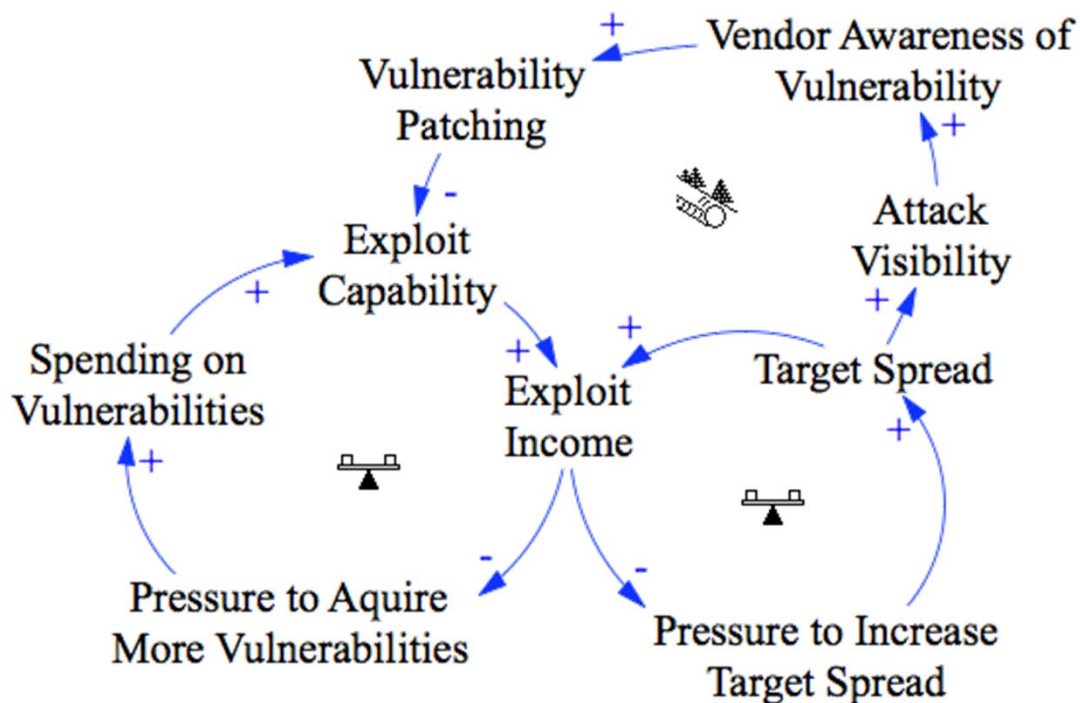 +
Vendor Awareness of
Vulnerability
Vulnerability
Patching
+
-
Attack
Visibility
Exploit
Capability
+
+
+
+
Spending on
Vulnerabilities
Target Spread
Exploit
Income
+
+
-
-
Pressure to Aquire
More Vulnerabilities
Pressure to Increase
Target Spread